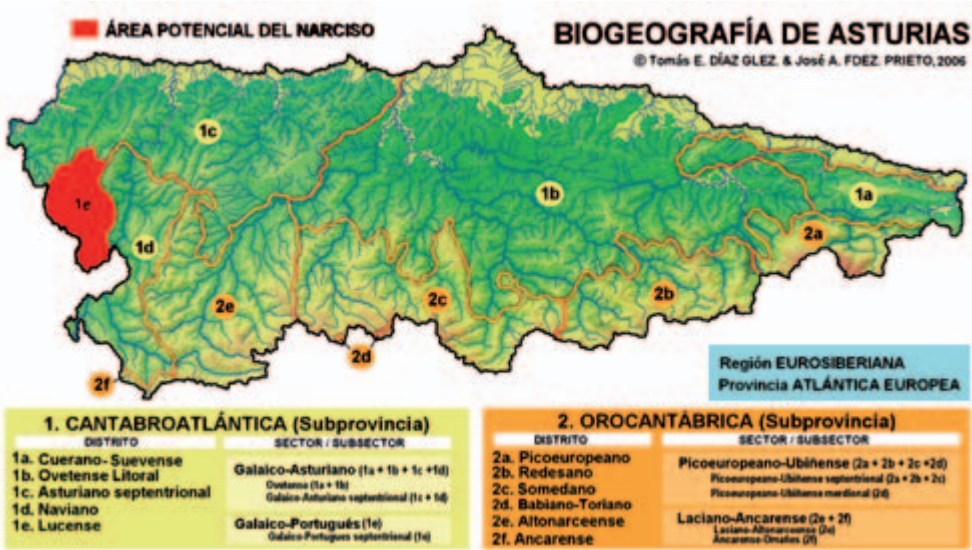 ÁREA POTENCIAL DEL NARCISO
BIOGEOGRAFÍA DE ASTURIAS
© Tomás E. DÍAZ GLEZ. & José A. FDEZ. PRIETO, 2006
1c
1e
1b
1a
1d
2a
2e
2c
2b
2d
2f
Región EUROSIBERIANA
Provincia ATLÁNTICA EUROPEA
1. CANTABROATLÁNTICA (Subprovincia)
DISTRITO
SECTOR / SUBSECTOR
1a. Cuerano-Suevense
1b. Ovetense Litoral
1c. Asturiano septentrional
1d. Naviano
1e. Lucense
Galaico-Asturiano (1a + 1b + 1c +1d)
Ovetense (1a + 1b)
Galaico-Asturiano septentrional (1c + 1d)
Galaico-Portugués (1e)
Galaico-Portugues septentrional (1e)
2. OROCANTÁBRICA (Subprovincia)
DISTRITO
SECTOR / SUBSECTOR
2a. Picoeuropeano
2b. Redesano
2c. Somedano
2d. Babiano-Toriano
2e. Altonarceense
2f. Ancarense
Picoeuropeano-Ubiñense (2a + 2b + 2c +2d)
Picoeuropeano-Ubiñense septentrional (2a + 2b + 2c)
Picoeuropeano-Ubiñense meridional (2d)
Laciano-Ancarense (2e + 2f)
Laciano-Altonarceense (2e)
Ancarense-Omañes (2f)